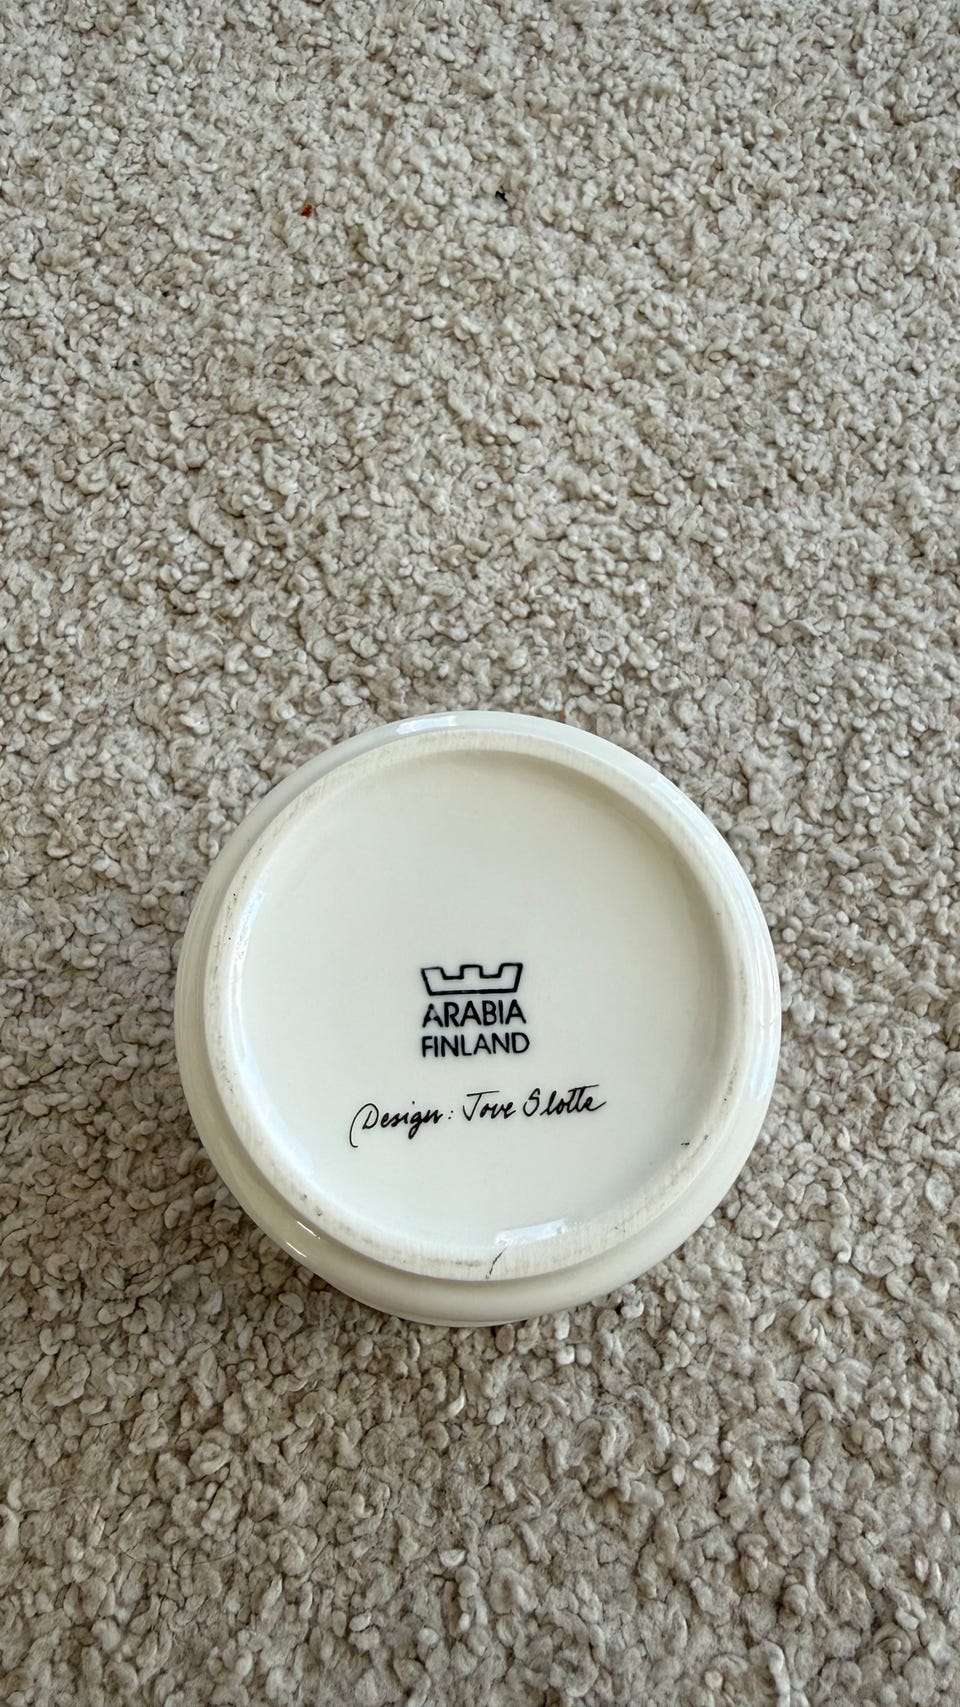 ARABIA
FINLAND
Design: Tove Slotte